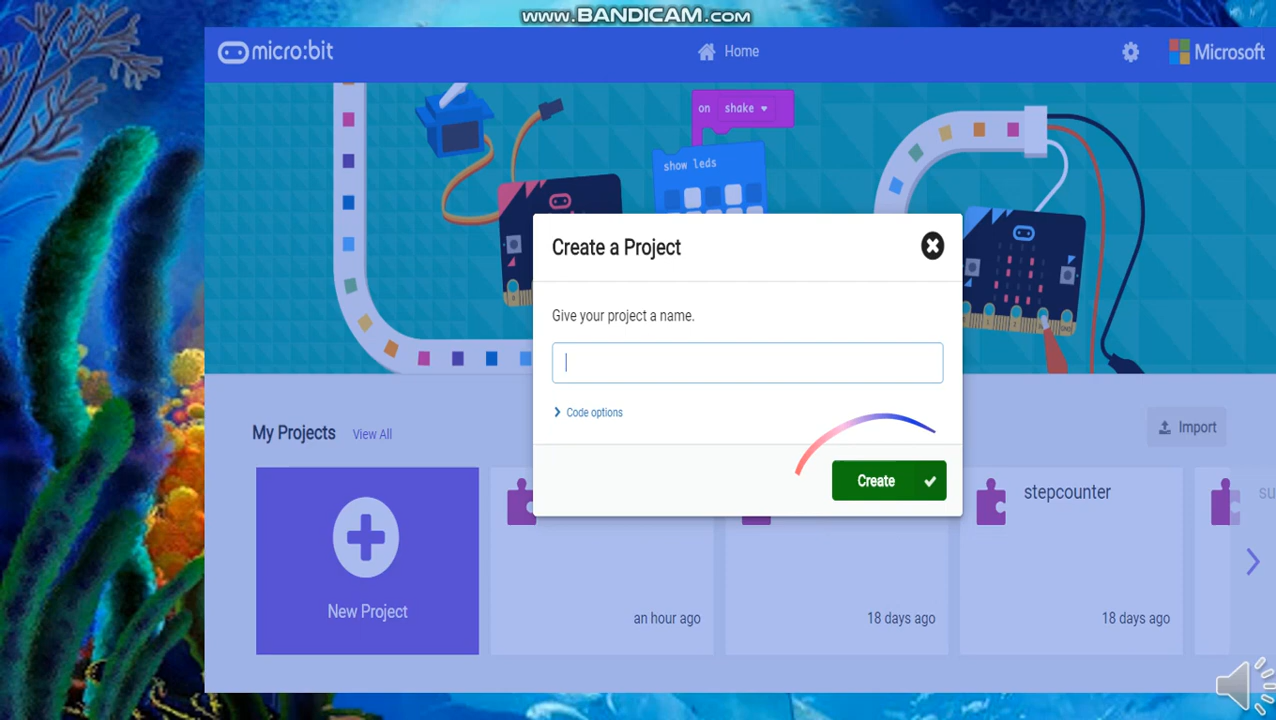 www.BANDICAM.com
micro:bit
Home
Microsoft
on shake
show leds
Create a Project
Give your project a name.
Code options
My Projects View All
Import
Create
stepcounter
New Project
an hour ago
18 days ago
18 days ago